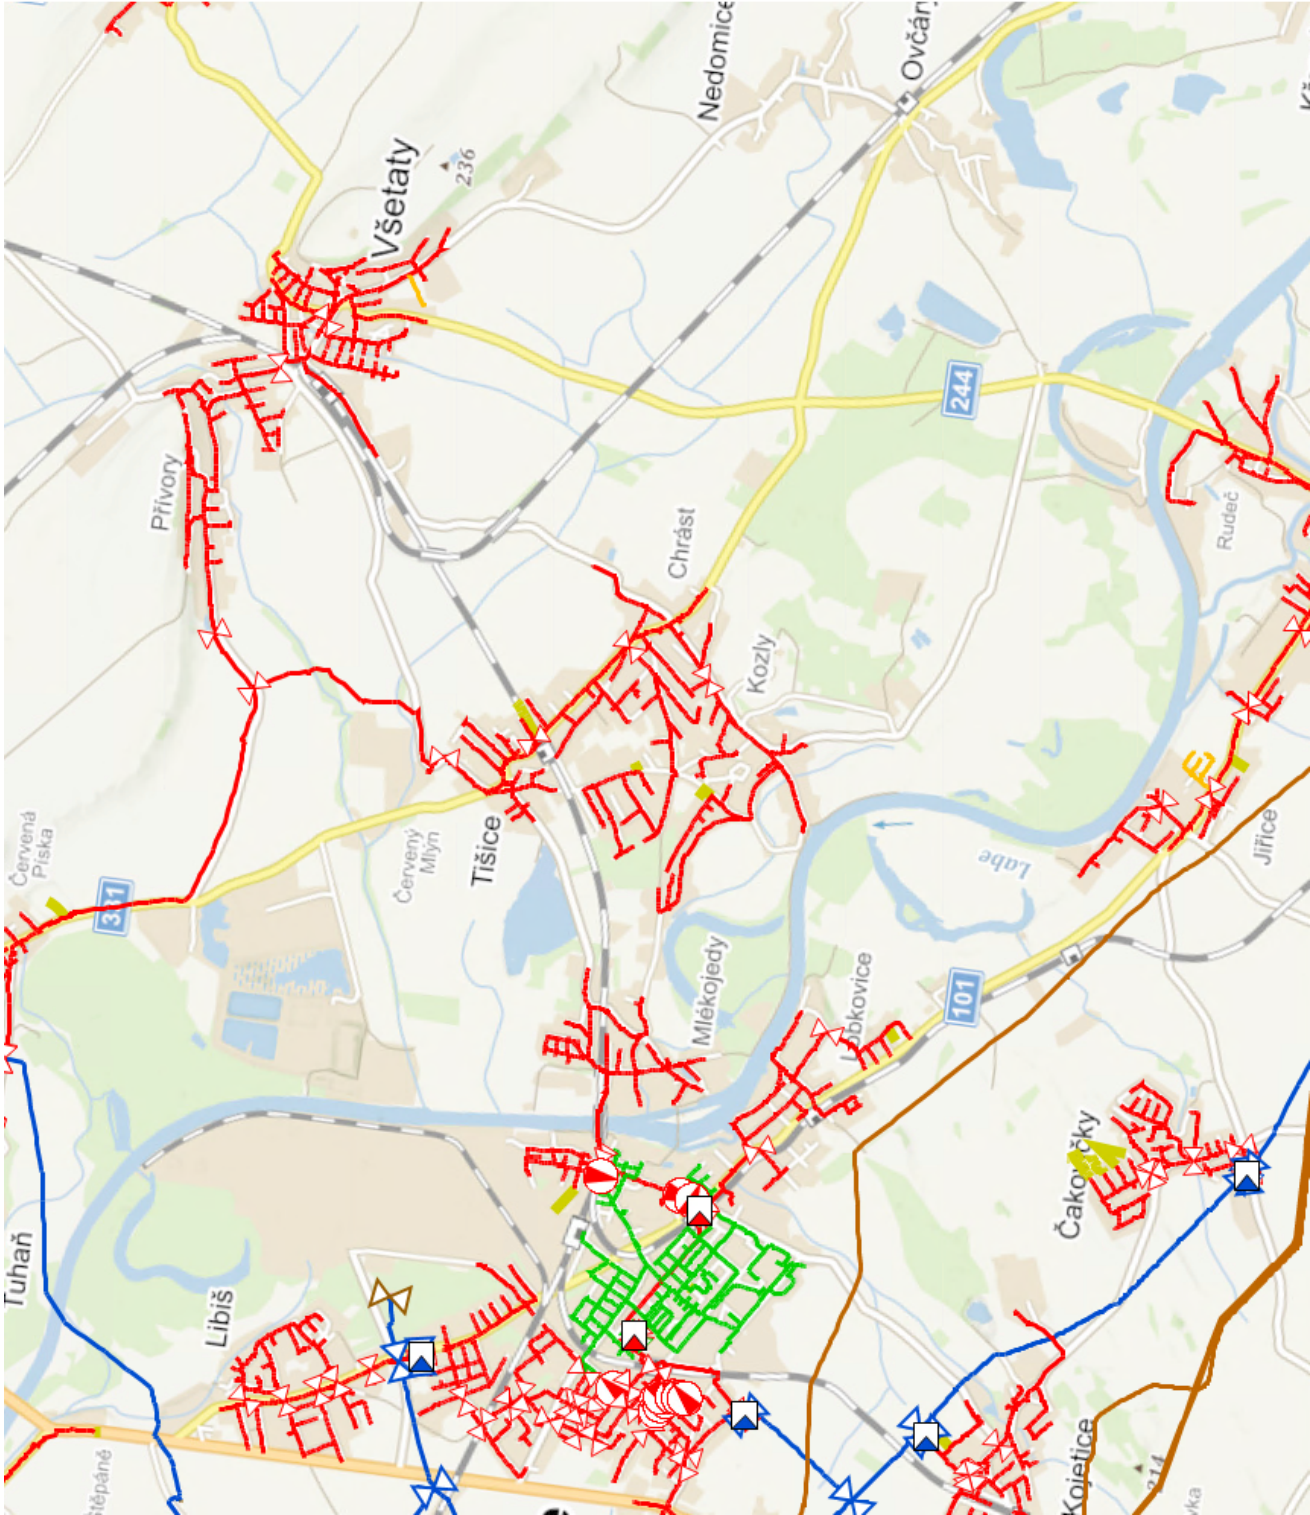 Nedomice
Všetaty
236
Přívory
244
Rudeč
Chrást
Kozly
Červená
Píska
331
Červený
Mlýn
Tišice
Jiřice
Labe
Mlékojedy
Lobkovice
101
Čakovičky
Tuhaň
Libiš
Kojetice
214